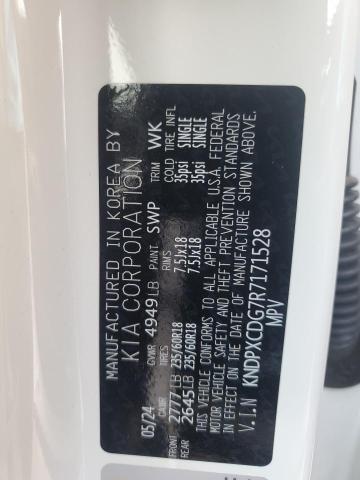 MANUFACTURED IN KOREA BY
KIA CORPORATION
05/24 GVWR 4949LB PAINT SWP TRIM WK
GAWR RIMS COLD TIRE INFL
FRONT 2777LB 235/60R18 7.5Jx18 35psi SINGLE
REAR 2645LB 235/60R18 7.5Jx18 35psi SINGLE
THIS VEHICLE CONFORMS TO ALL APPLICABLE U.S.A. FEDERAL
MOTOR VEHICLE SAFETY AND THEFT PREVENTION STANDARDS
IN EFFECT ON THE DATE OF MANUFACTURE SHOWN ABOVE.
V.I.N KNDPXCDG7R7171528
MPV